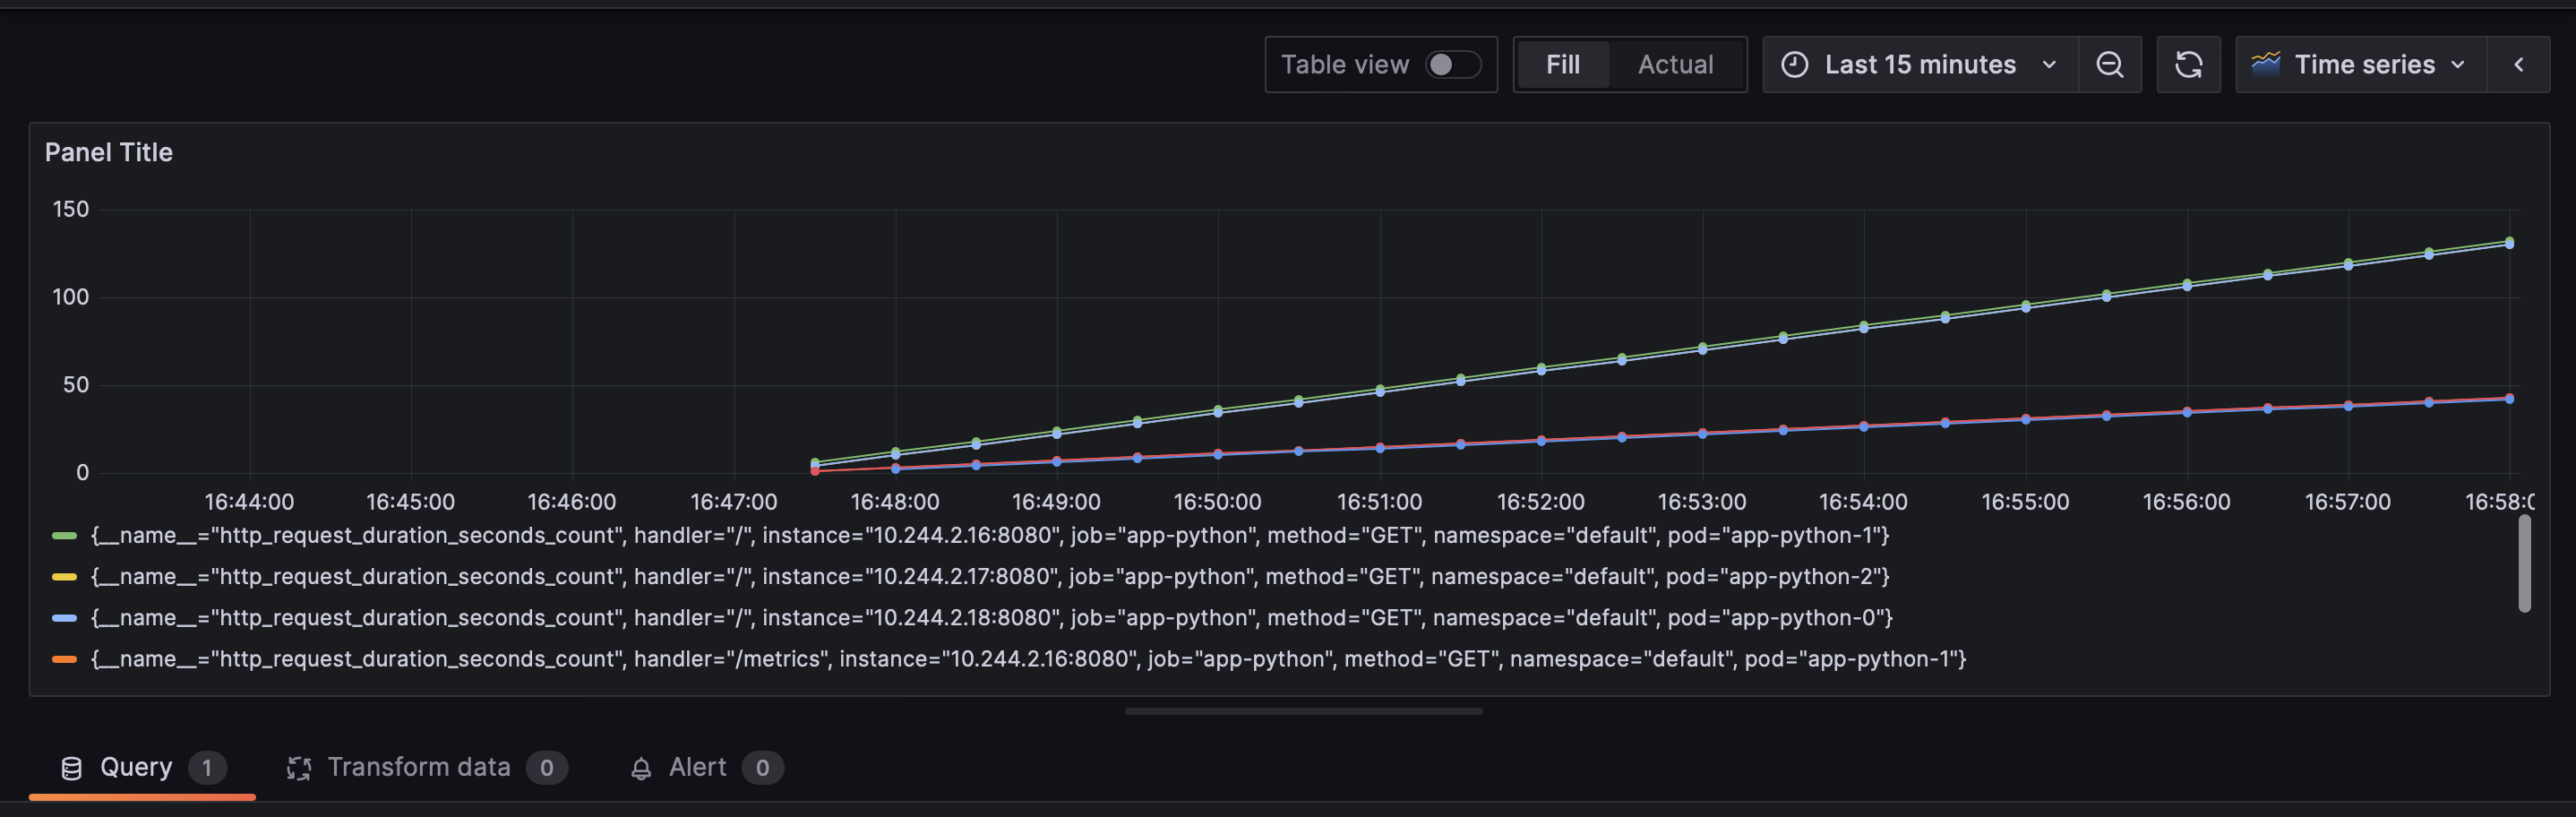 Table view Fill Actual Last 15 minutes Time series
Panel Title
150
100
50
0
16:44:00 16:45:00 16:46:00 16:47:00 16:48:00 16:49:00 16:50:00 16:51:00 16:52:00 16:53:00 16:54:00 16:55:00 16:56:00 16:57:00 16:58:0
{__name__="http_request_duration_seconds_count", handler="/", instance="10.244.2.16:8080", job="app-python", method="GET", namespace="default", pod="app-python-1"}
{__name__="http_request_duration_seconds_count", handler="/", instance="10.244.2.17:8080", job="app-python", method="GET", namespace="default", pod="app-python-2"}
{__name__="http_request_duration_seconds_count", handler="/", instance="10.244.2.18:8080", job="app-python", method="GET", namespace="default", pod="app-python-0"}
{__name__="http_request_duration_seconds_count", handler="/metrics", instance="10.244.2.16:8080", job="app-python", method="GET", namespace="default", pod="app-python-1"}
Query 1 Transform data 0 Alert 0